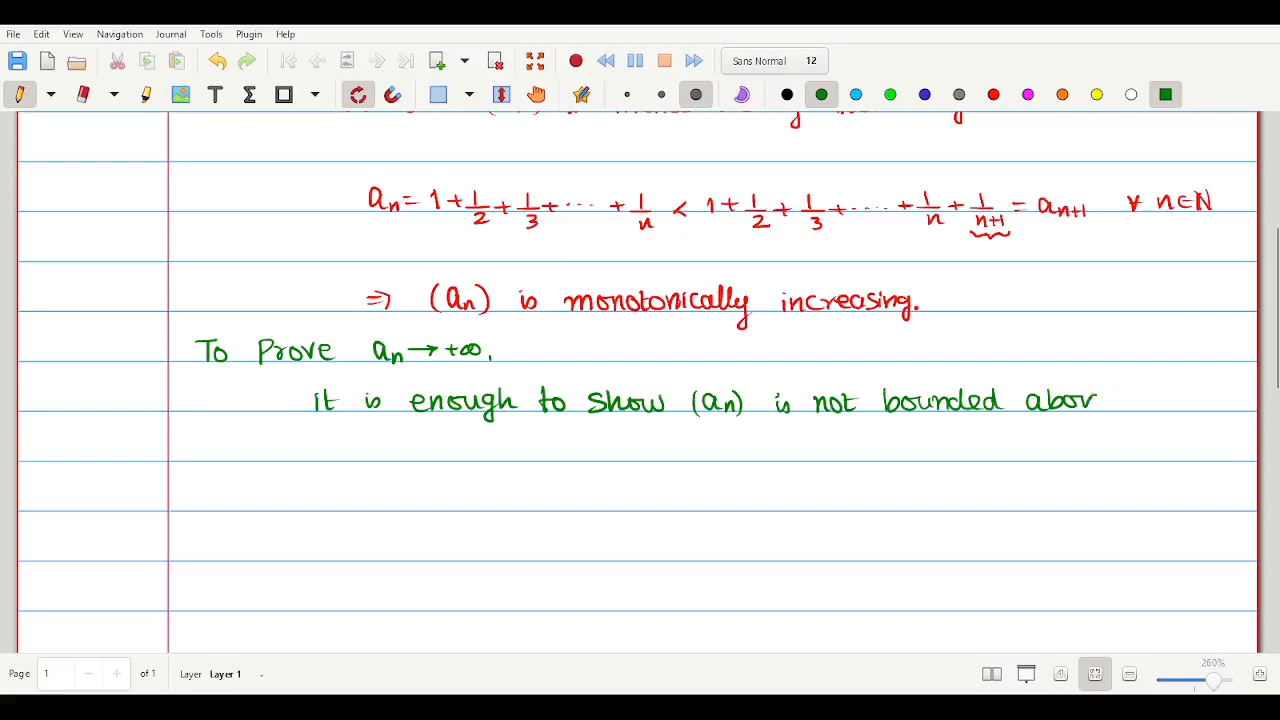 File Edit View Navigation Journal Tools Plugin Help
Sans Normal 12
aₙ = 1 + 1/2 + 1/3 + ⋯ + 1/n < 1 + 1/2 + 1/3 + ⋯ + 1/n + 1/(n+1) = aₙ₊₁ ∀ n ∈ ℕ
⇒ (aₙ) is monotonically increasing.
To Prove aₙ → +∞.
It is enough to show (aₙ) is not bounded abov
260%
Page 1 of 1 Layer Layer 1